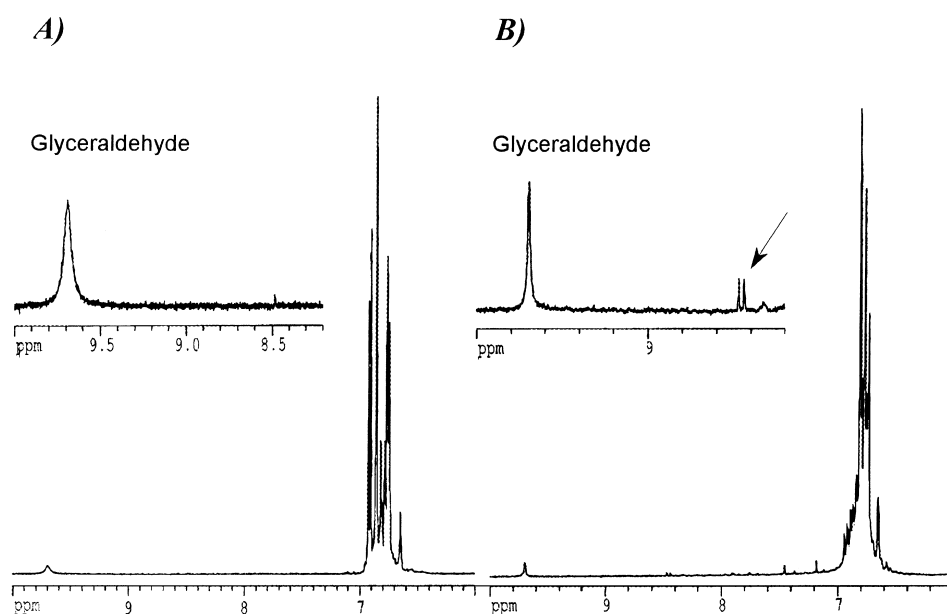 A)
B)
Glyceraldehyde
Glyceraldehyde
ppm 9.5 9.0 8.5
ppm 9
ppm 9 8 7
ppm 9 8 7